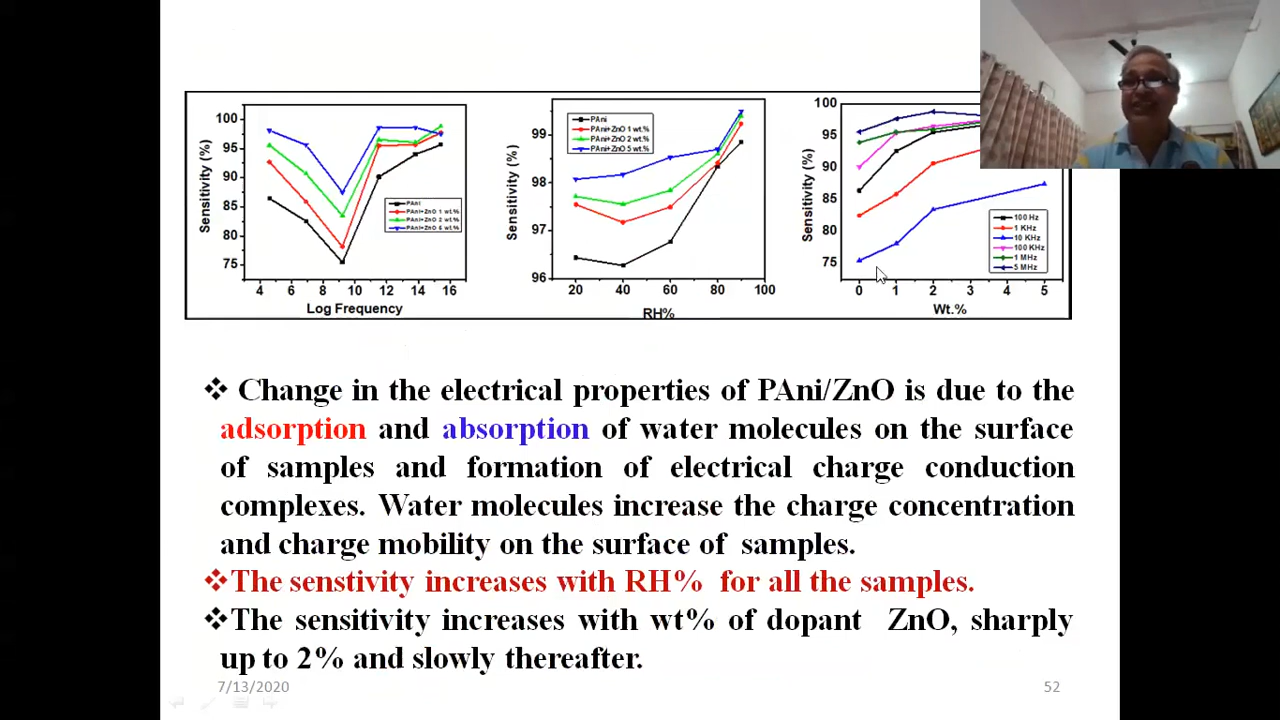 100
95
90
85
80
75
Sensitivity (%)
4 6 8 10 12 14 16
Log Frequency
PAni
PAni+ZnO 1 wt.%
PAni+ZnO 2 wt.%
PAni+ZnO 5 wt.%
99
98
97
96
Sensitivity (%)
20 40 60 80 100
RH%
PAni
PAni+ZnO 1 wt.%
PAni+ZnO 2 wt.%
PAni+ZnO 5 wt.%
100
95
90
85
80
75
Sensitivity (%)
0 1 2 3 4 5
Wt.%
100 Hz
1 KHz
10 KHz
100 KHz
1 MHz
5 MHz
❖ Change in the electrical properties of PAni/ZnO is due to the
adsorption and absorption of water molecules on the surface
of samples and formation of electrical charge conduction
complexes. Water molecules increase the charge concentration
and charge mobility on the surface of samples.
❖The senstivity increases with RH% for all the samples.
❖The sensitivity increases with wt% of dopant ZnO, sharply
up to 2% and slowly thereafter.
7/13/2020
52